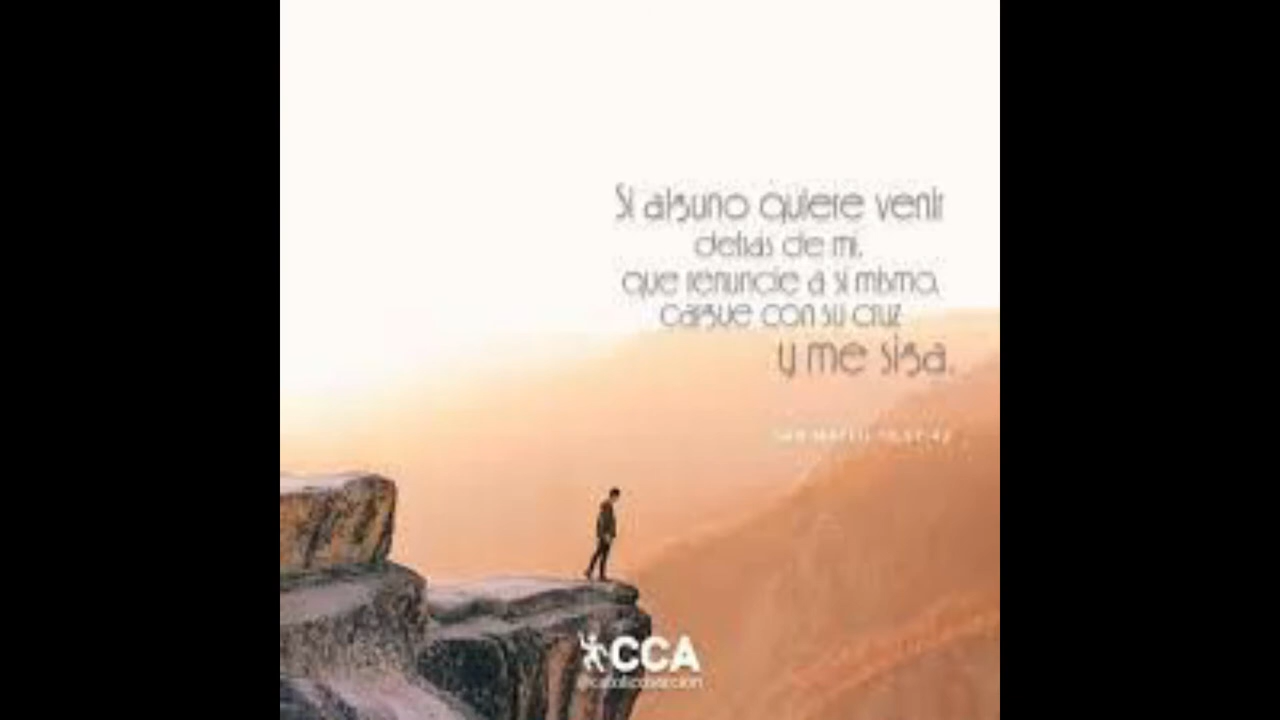 Si alguno quiere venir
detrás de mí,
que renuncie a sí mismo,
cargue con su cruz
y me siga.
CCA